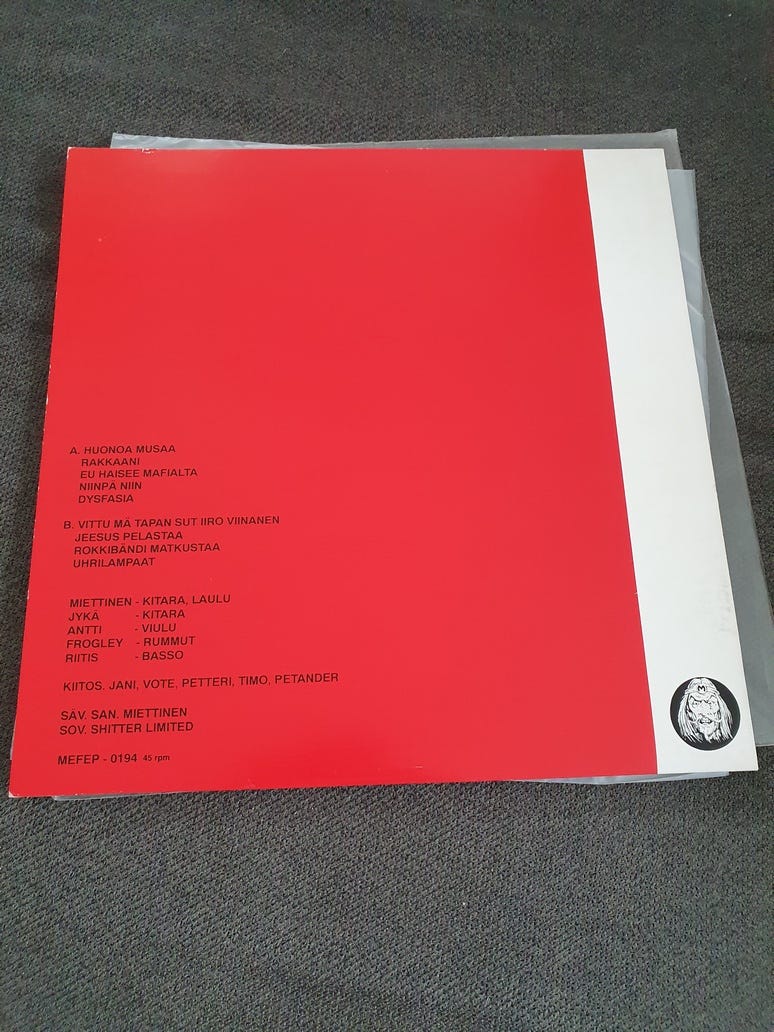 A. HUONOA MUSAA
RAKKAANI
EU HAISEE MAFIALTA
NIINPÄ NIIN
DYSFASIA
B. VITTU MÄ TAPAN SUT IIRO VIINANEN
JEESUS PELASTAA
ROKKIBÄNDI MATKUSTAA
UHRILAMPAAT
MIETTINEN - KITARA, LAULU
JYKÄ - KITARA
ANTTI - VIULU
FROGLEY - RUMMUT
RIITIS - BASSO
KIITOS. JANI, VOTE, PETTERI, TIMO, PETANDER
SÄV. SAN. MIETTINEN
SOV. SHITTER LIMITED
MEFEP - 0194 45 rpm
M